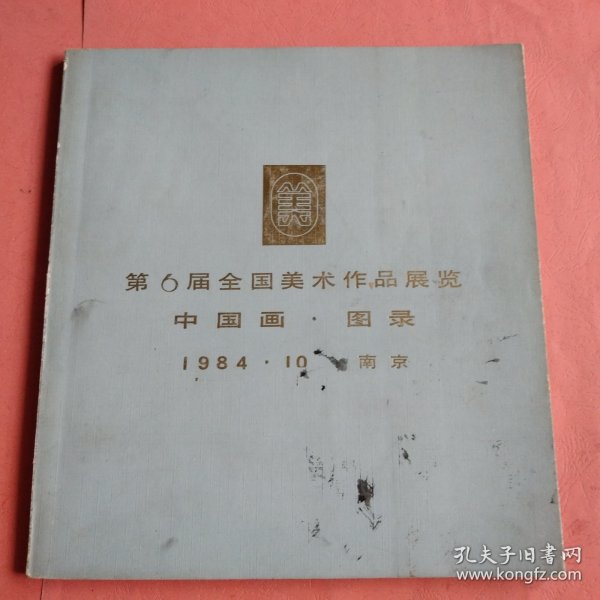 美
第6届全国美术作品展览
中国画·图录
1984·10 南京
孔夫子旧书网
www.kongfz.com